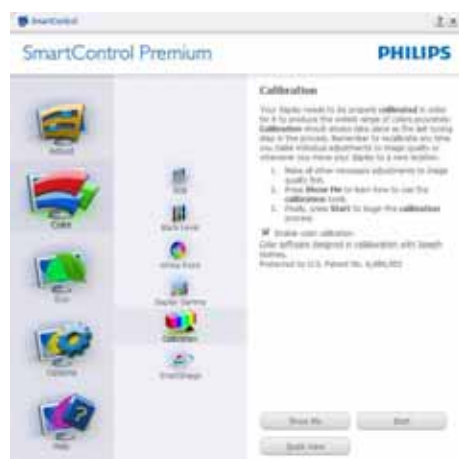 SmartControl
SmartControl Premium
PHILIPS
Adjust
Color
Eco
Options
Help
RGB
Black Level
White Point
Display Gamma
Calibration
SmartImage
Calibration
Your display needs to be properly calibrated in order
for it to produce the widest range of colors accurately.
Calibration should always take place as the last tuning
step in the process. Remember to recalibrate any time
you make individual adjustments to image quality or
whenever you move your display to a new location.
1. Make all other necessary adjustments to image
quality first.
2. Press Show Me to learn how to use the
calibration tools.
3. Finally, press Start to begin the calibration
process.
Enable color calibration
Color software designed in collaboration with Joseph
Holmes.
Protected by U.S. Patent No.
Show Me
Start
Quick View